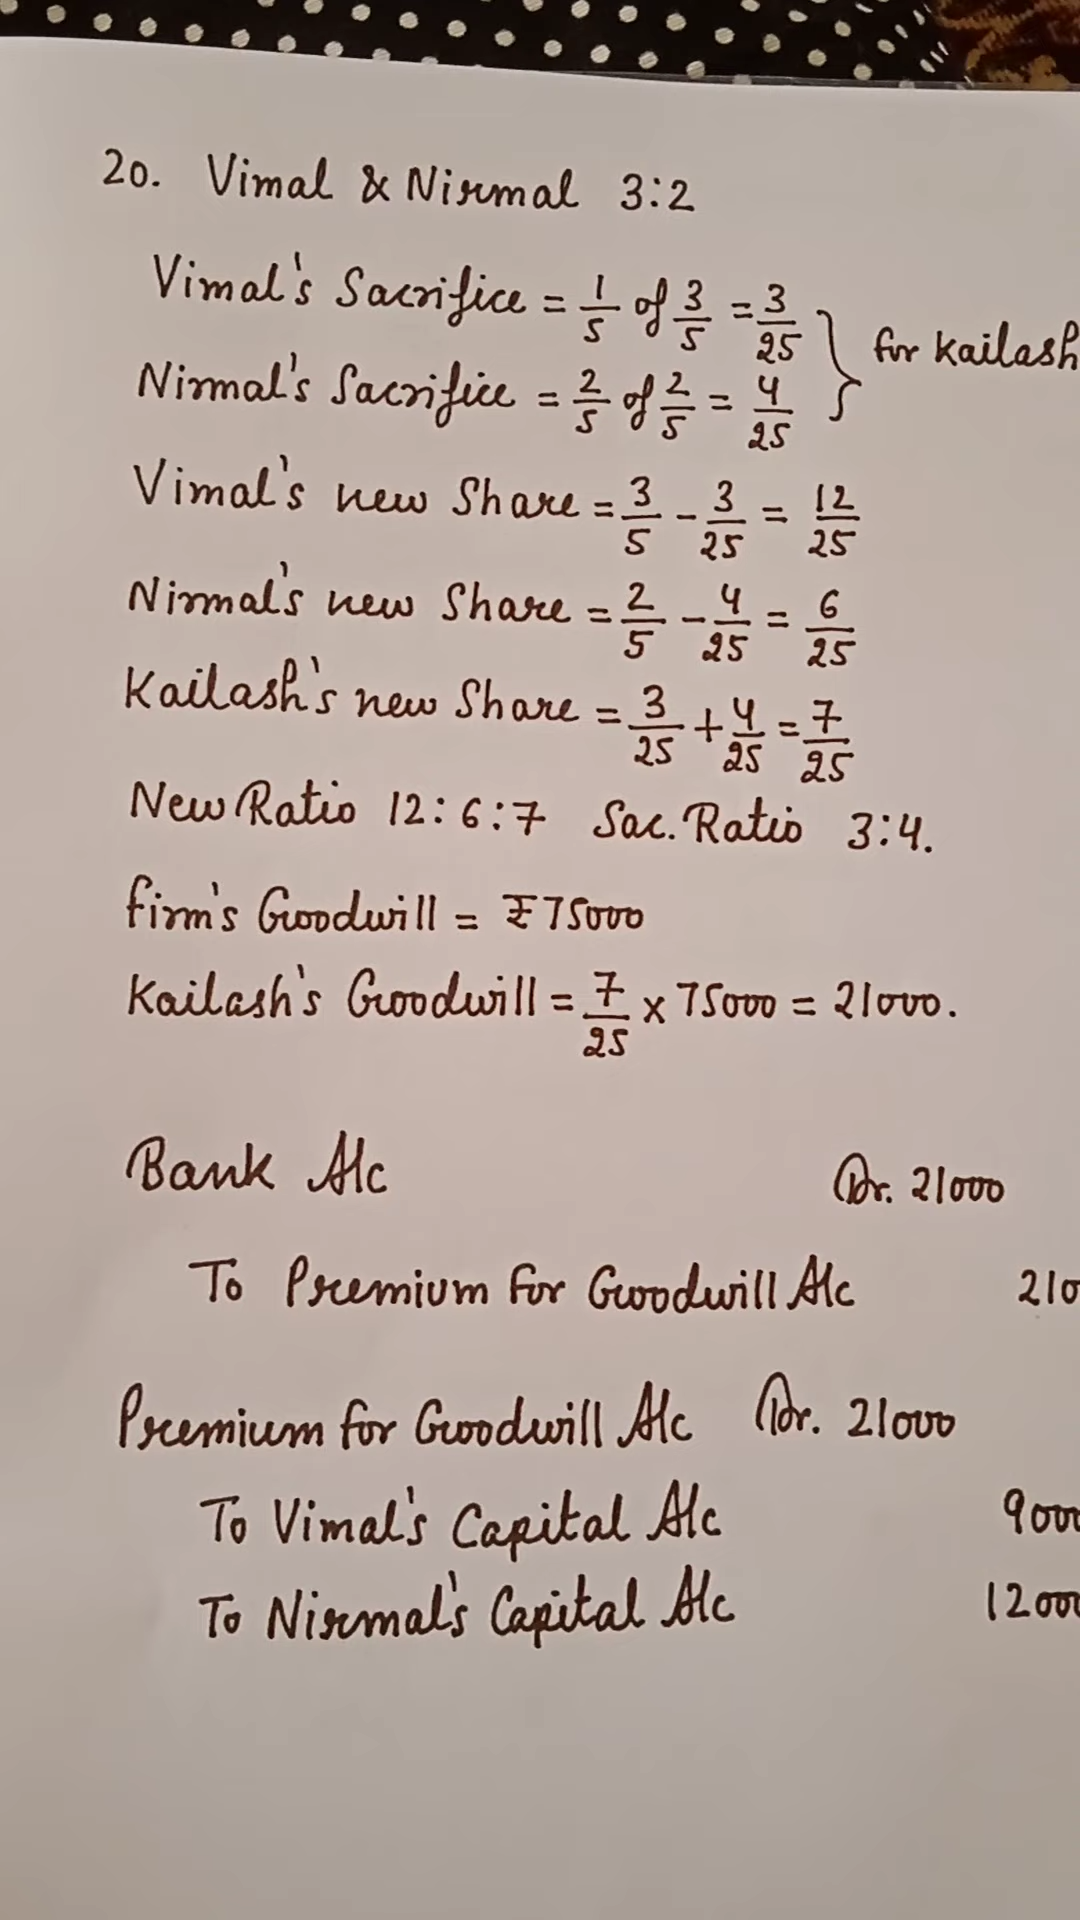 20. Vimal & Nirmal 3:2
Vimal's Sacrifice = 1/5 of 3/5 = 3/25 } for Kailash
Nirmal's Sacrifice = 2/5 of 2/5 = 4/25
Vimal's new Share = 3/5 - 3/25 = 12/25
Nirmal's new Share = 2/5 - 4/25 = 6/25
Kailash's new Share = 3/25 + 4/25 = 7/25
New Ratio 12:6:7 Sac. Ratio 3:4.
firm's Goodwill = ₹75000
Kailash's Goodwill = 7/25 x 75000 = 21000.
Bank A/c Dr. 21000
To Premium for Goodwill A/c 210
Premium for Goodwill A/c Dr. 21000
To Vimal's Capital A/c 9000
To Nirmal's Capital A/c 12000